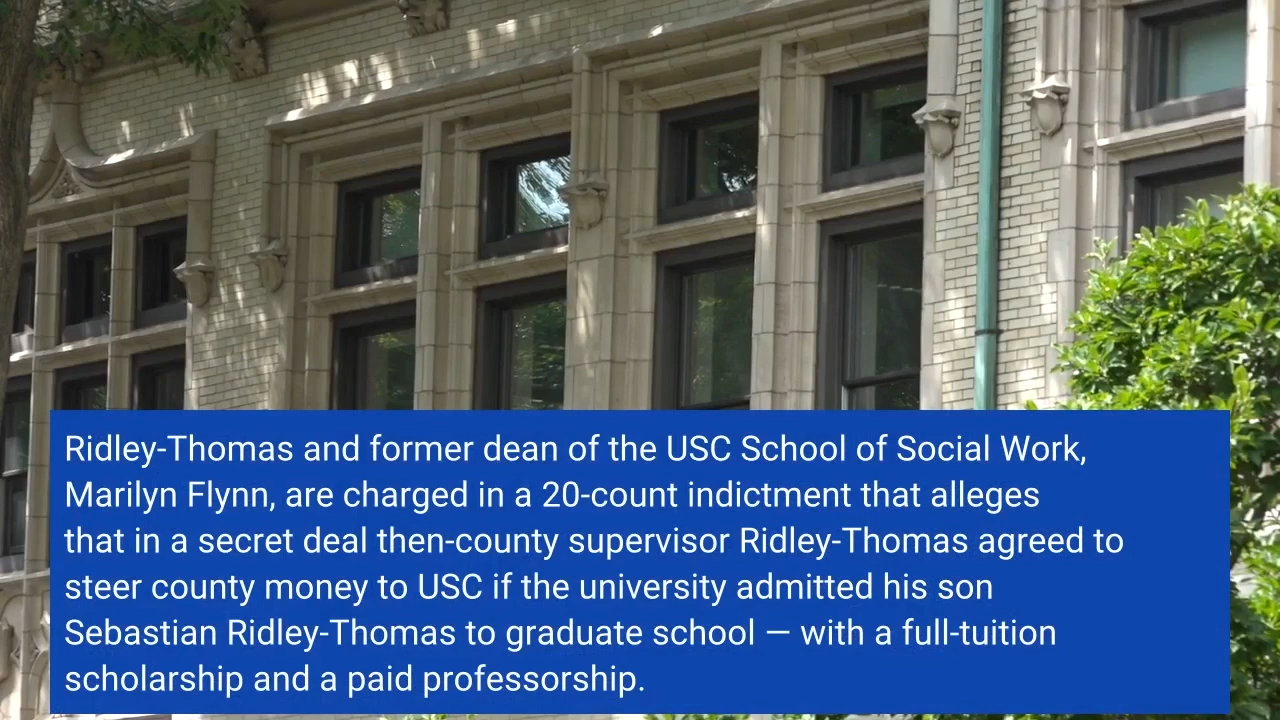 Ridley-Thomas and former dean of the USC School of Social Work,
Marilyn Flynn, are charged in a 20-count indictment that alleges
that in a secret deal then-county supervisor Ridley-Thomas agreed to
steer county money to USC if the university admitted his son
Sebastian Ridley-Thomas to graduate school — with a full-tuition
scholarship and a paid professorship.